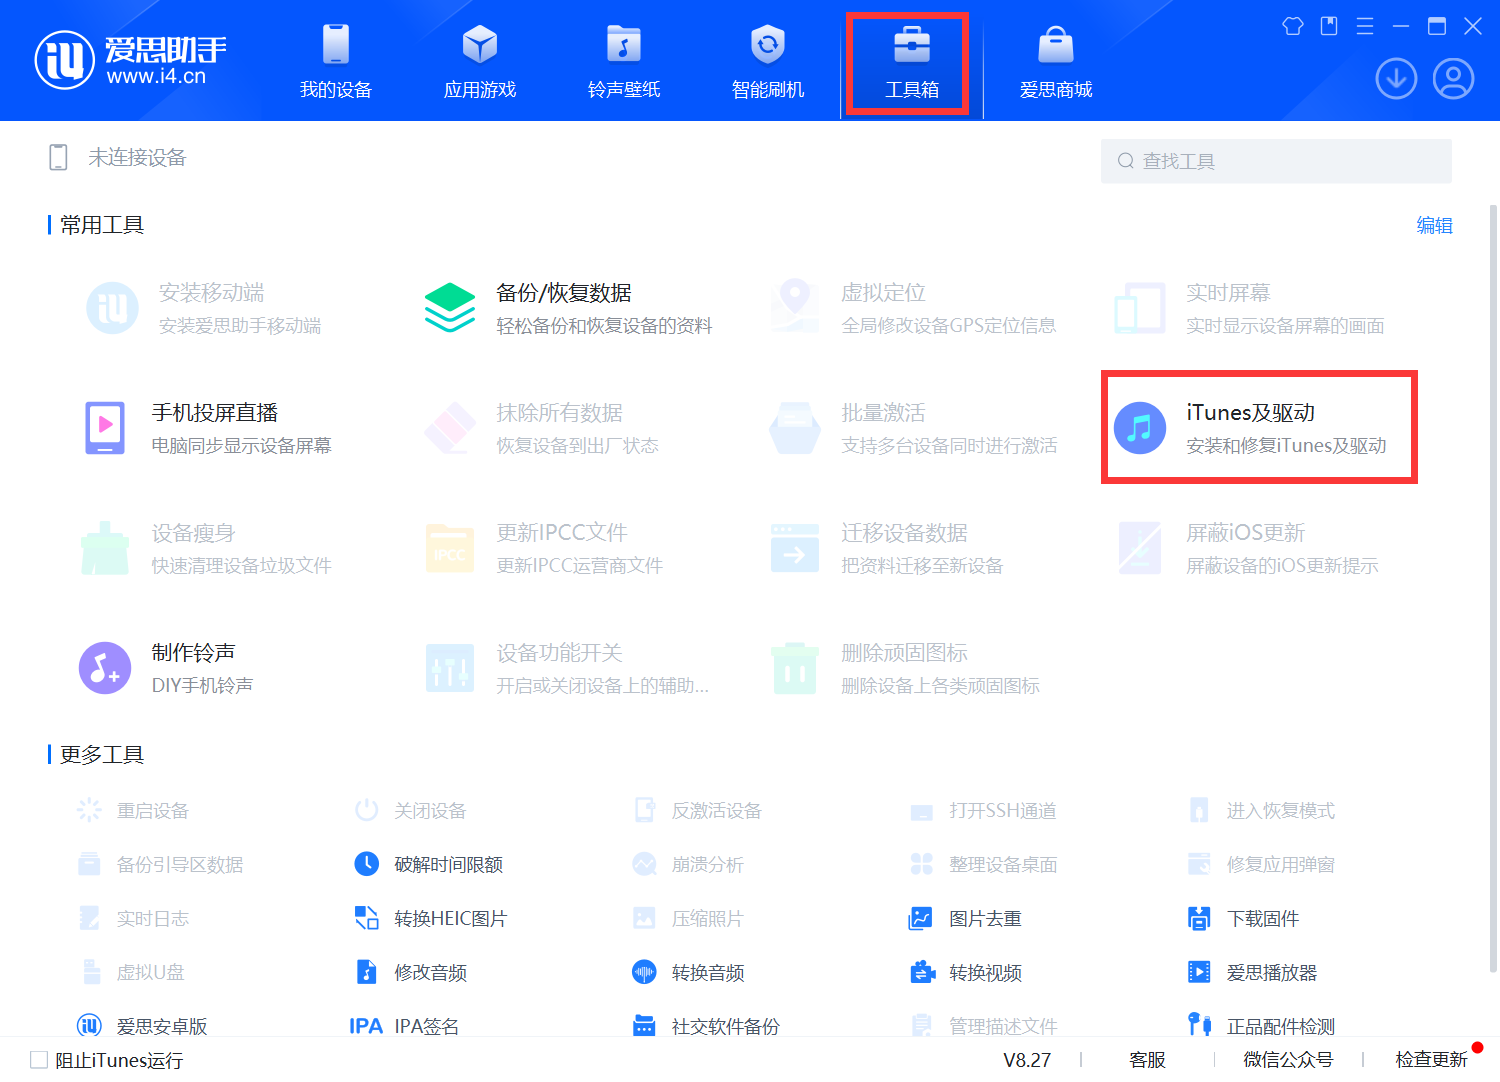 爱思助手
www.i4.cn
我的设备
应用游戏
铃声壁纸
智能刷机
工具箱
爱思商城
未连接设备
查找工具
常用工具
编辑
安装移动端
安装爱思助手移动端
备份/恢复数据
轻松备份和恢复设备的资料
虚拟定位
全局修改设备GPS定位信息
实时屏幕
实时显示设备屏幕的画面
手机投屏直播
电脑同步显示设备屏幕
抹除所有数据
恢复设备到出厂状态
批量激活
支持多台设备同时进行激活
iTunes及驱动
安装和修复iTunes及驱动
设备瘦身
快速清理设备垃圾文件
IPCC
更新IPCC文件
更新IPCC运营商文件
迁移设备数据
把资料迁移至新设备
屏蔽iOS更新
屏蔽设备的iOS更新提示
制作铃声
DIY手机铃声
设备功能开关
开启或关闭设备上的辅助...
删除顽固图标
删除设备上各类顽固图标
更多工具
重启设备
关闭设备
反激活设备
打开SSH通道
进入恢复模式
备份引导区数据
破解时间限额
崩溃分析
整理设备桌面
修复应用弹窗
实时日志
转换HEIC图片
压缩照片
图片去重
下载固件
虚拟U盘
修改音频
转换音频
转换视频
爱思播放器
爱思安卓版
IPA IPA签名
社交软件备份
管理描述文件
正品配件检测
阻止iTunes运行
V8.27
客服
微信公众号
检查更新